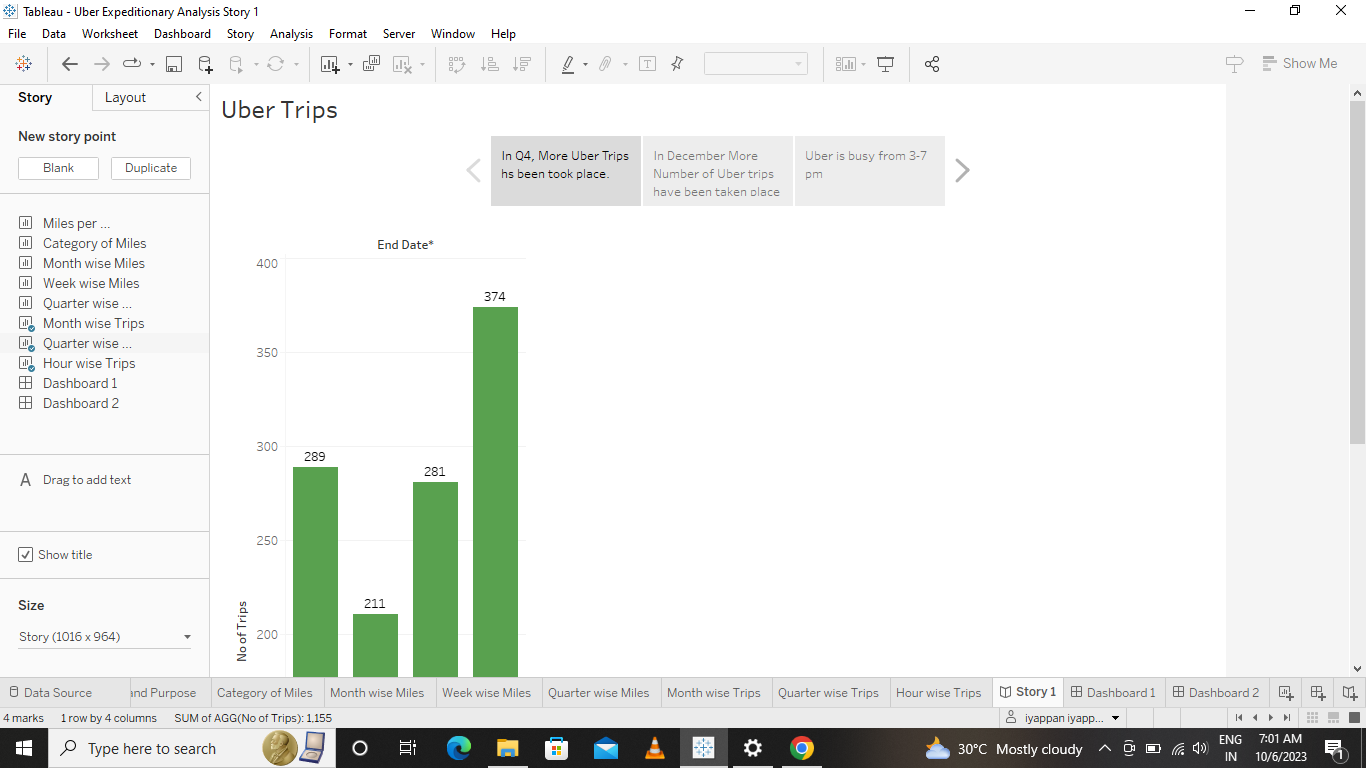 Tableau - Uber Expeditionary Analysis Story 1
File Data Worksheet Dashboard Story Analysis Format Server Window Help
Show Me
Story Layout
New story point
Blank Duplicate
Miles per ...
Category of Miles
Month wise Miles
Week wise Miles
Quarter wise ...
Month wise Trips
Quarter wise ...
Hour wise Trips
Dashboard 1
Dashboard 2
A Drag to add text
Show title
Size
Story (1016 x 964)
Uber Trips
In Q4, More Uber Trips
hs been took place.
In December More
Number of Uber trips
have been taken place
Uber is busy from 3-7
pm
End Date*
400
350
300
250
200
No of Trips
289
211
281
374
Data Source and Purpose Category of Miles Month wise Miles Week wise Miles Quarter wise Miles Month wise Trips Quarter wise Trips Hour wise Trips Story 1 Dashboard 1 Dashboard 2
4 marks 1 row by 4 columns SUM of AGG(No of Trips): 1,155 iyappan iyapp...
Type here to search
30°C Mostly cloudy
ENG
IN
7:01 AM
10/6/2023
1